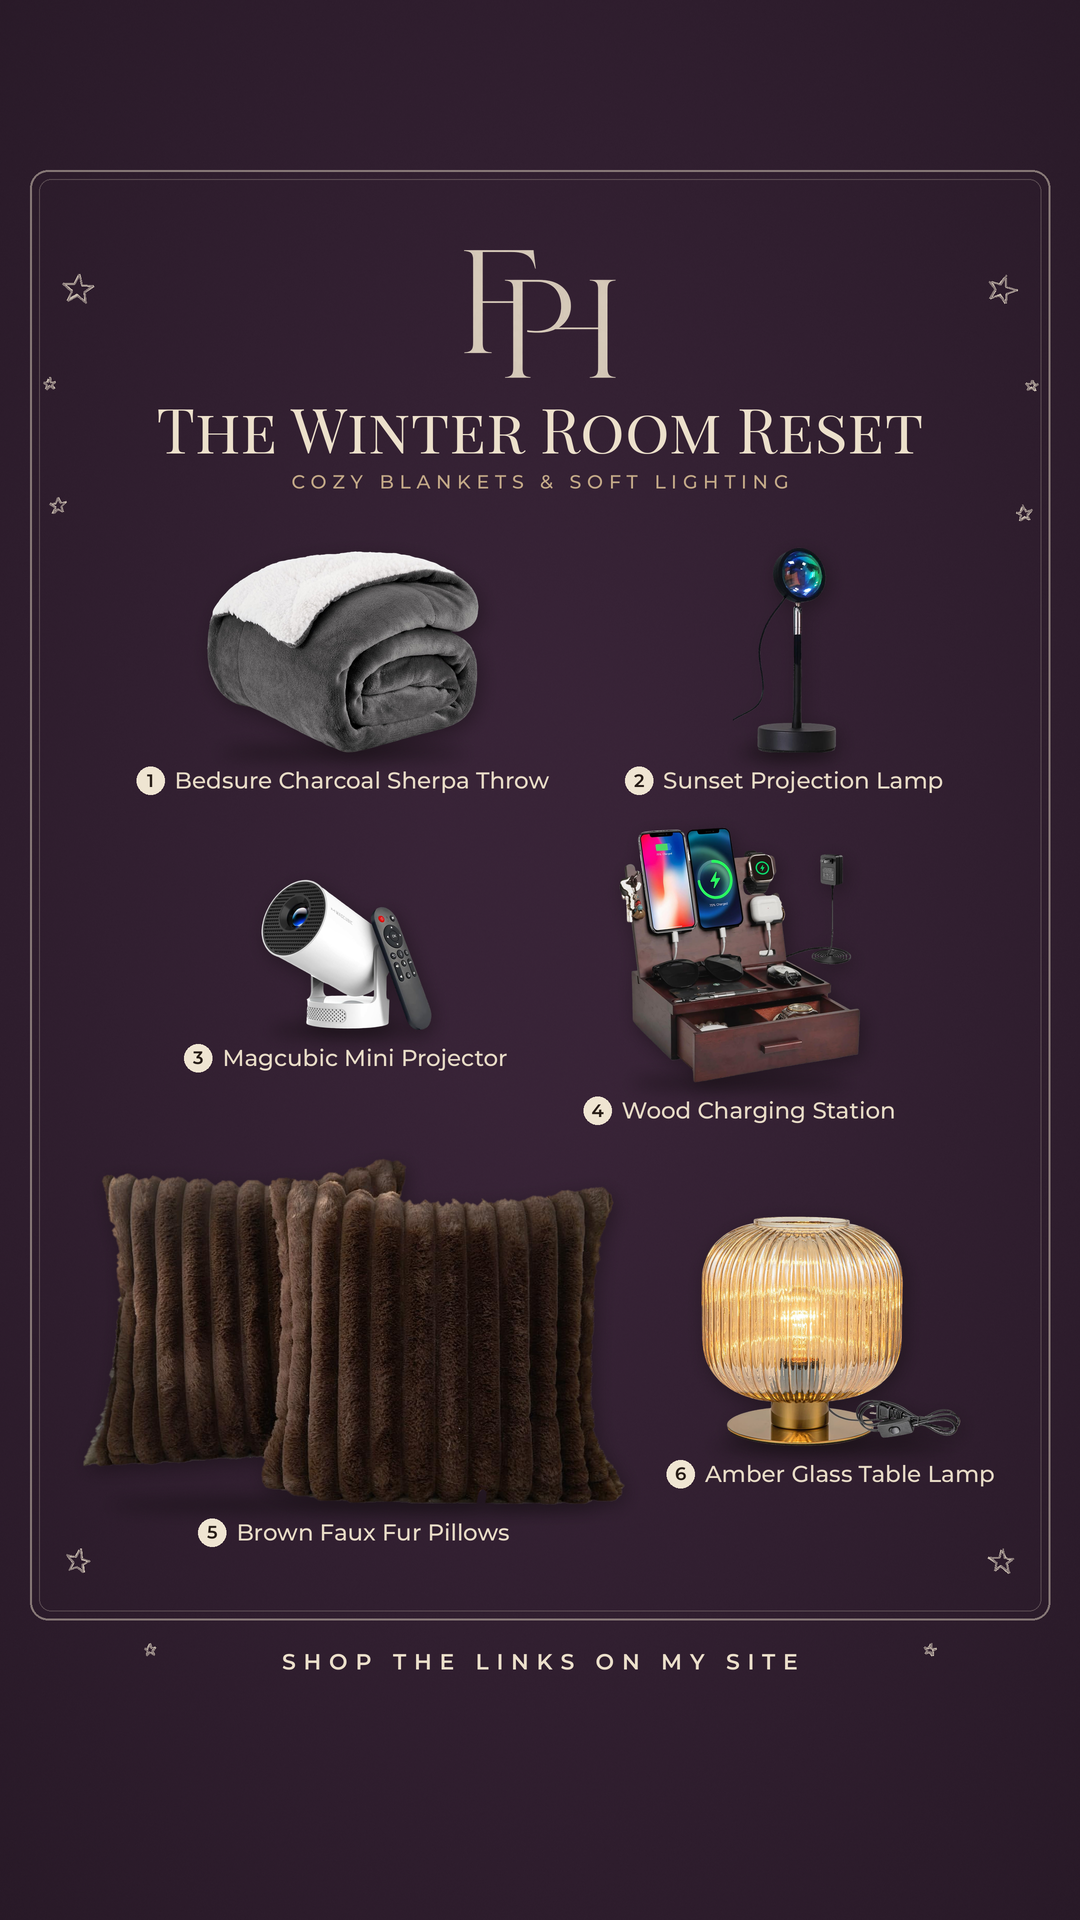 FPH
THE WINTER ROOM RESET
COZY BLANKETS & SOFT LIGHTING
1 Bedsure Charcoal Sherpa Throw
2 Sunset Projection Lamp
3 Magcubic Mini Projector
4 Wood Charging Station
5 Brown Faux Fur Pillows
6 Amber Glass Table Lamp
SHOP THE LINKS ON MY SITE